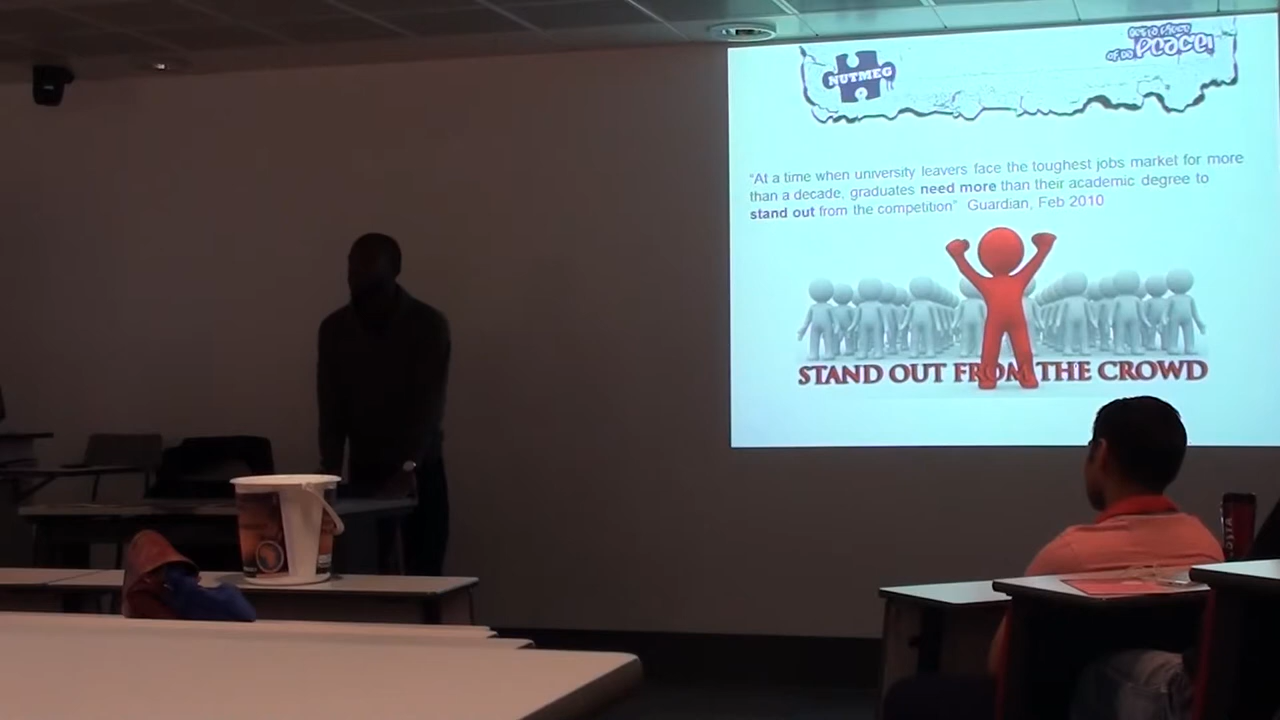 NUTMEG
PEACE!
“At a time when university leavers face the toughest jobs market for more
than a decade, graduates need more than their academic degree to
stand out from the competition” Guardian, Feb 2010
STAND OUT FROM THE CROWD